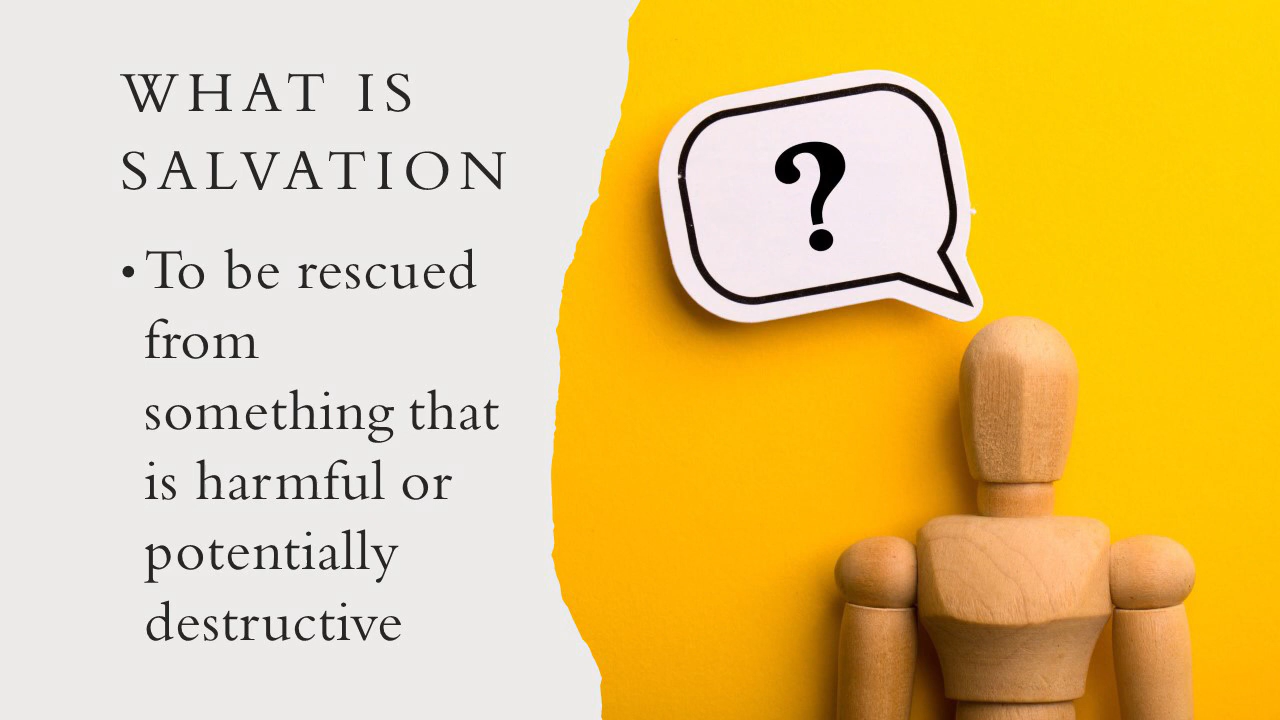 WHAT IS
SALVATION
• To be rescued
from
something that
is harmful or
potentially
destructive
?